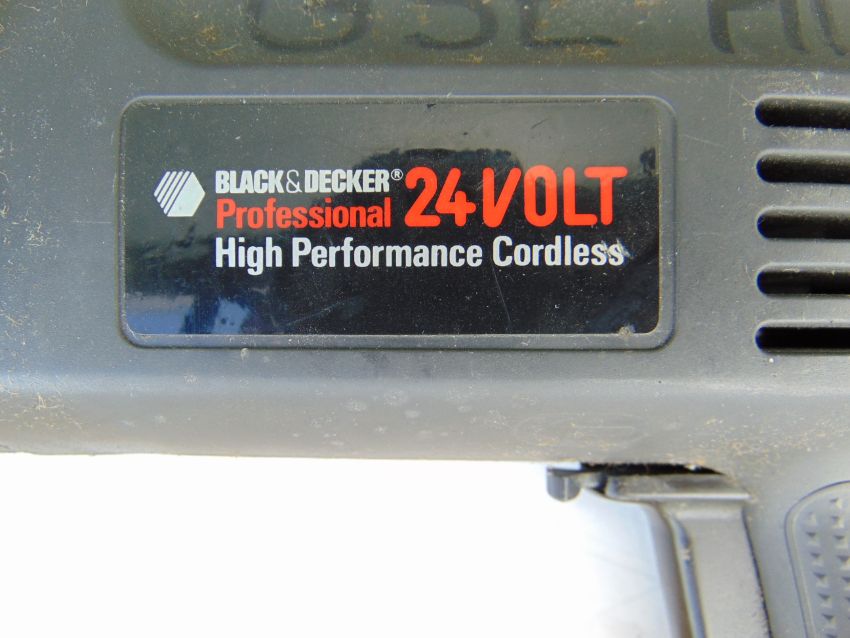 BLACK&DECKER®
Professional 24VOLT
High Performance Cordless